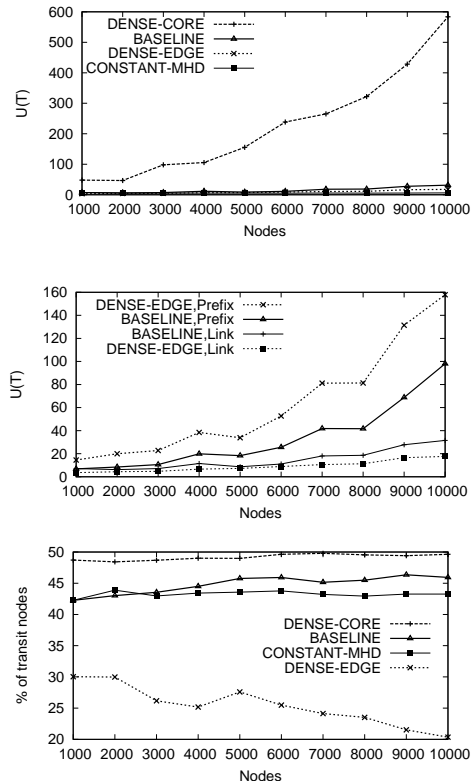 600
500
400
300
200
100
0
U(T)
DENSE-CORE
BASELINE
DENSE-EDGE
CONSTANT-MHD
1000 2000 3000 4000 5000 6000 7000 8000 9000 10000
Nodes
160
140
120
100
80
60
40
20
0
U(T)
DENSE-EDGE,Prefix
BASELINE,Prefix
BASELINE,Link
DENSE-EDGE,Link
1000 2000 3000 4000 5000 6000 7000 8000 9000 10000
Nodes
50
45
40
35
30
25
20
% of transit nodes
DENSE-CORE
BASELINE
CONSTANT-MHD
DENSE-EDGE
1000 2000 3000 4000 5000 6000 7000 8000 9000 10000
Nodes